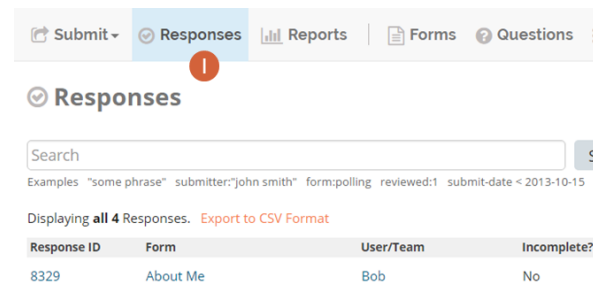 Submit Responses Reports Forms Questions
1
Responses
Search S
Examples "some phrase" submitter:"john smith" form:polling reviewed:1 submit-date < 2013-10-15
Displaying all 4 Responses. Export to CSV Format
Response ID Form User/Team Incomplete?
8329 About Me Bob No